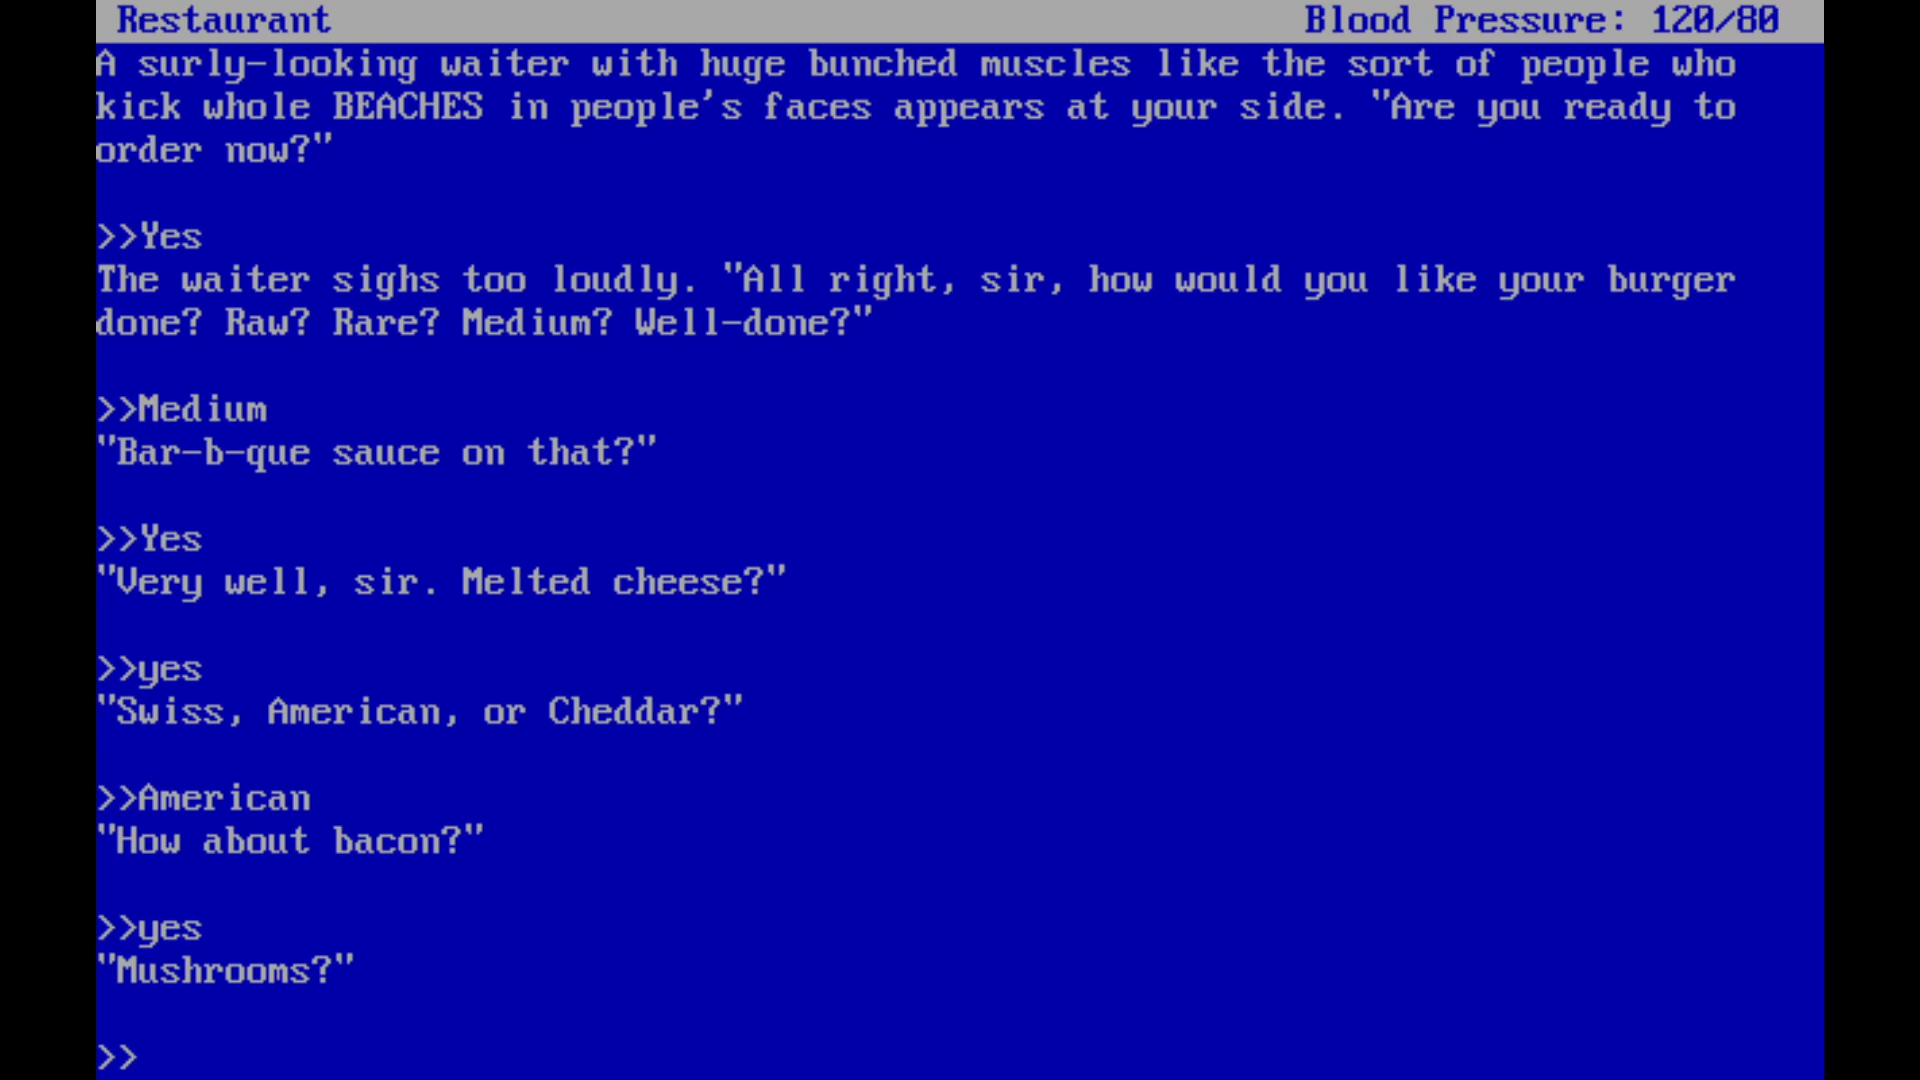 Restaurant Blood Pressure: 120/80
A surly-looking waiter with huge bunched muscles like the sort of people who
kick whole BEACHES in people's faces appears at your side. "Are you ready to
order now?"
>>Yes
The waiter sighs too loudly. "All right, sir, how would you like your burger
done? Raw? Rare? Medium? Well-done?"
>>Medium
"Bar-b-que sauce on that?"
>>Yes
"Very well, sir. Melted cheese?"
>>yes
"Swiss, American, or Cheddar?"
>>American
"How about bacon?"
>>yes
"Mushrooms?"
>>